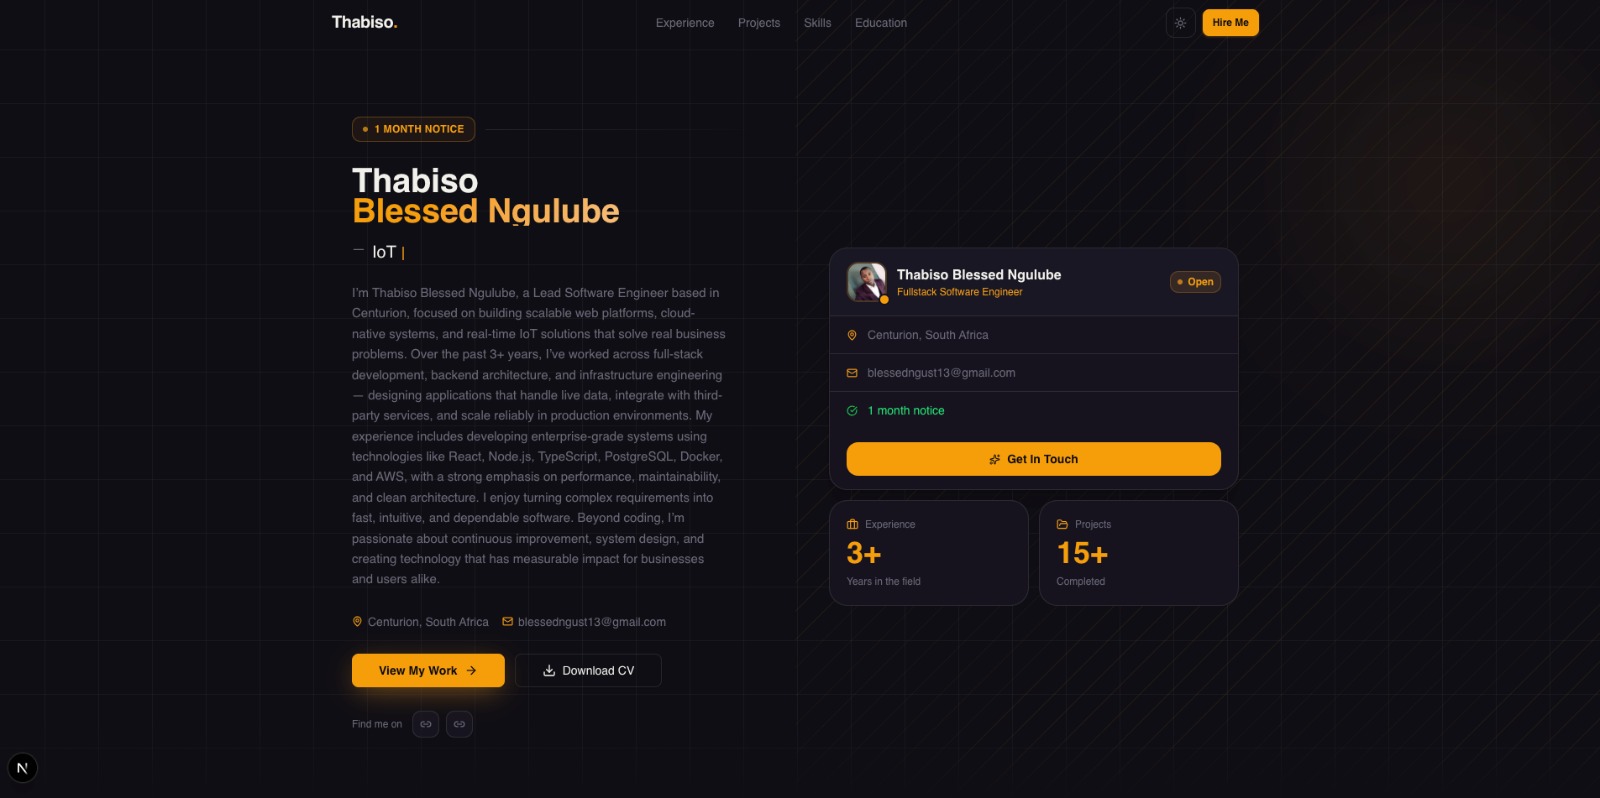 Thabiso.
Experience
Projects
Skills
Education
Hire Me
1 MONTH NOTICE
Thabiso
Blessed Ngulube
— IoT |
I'm Thabiso Blessed Ngulube, a Lead Software Engineer based in
Centurion, focused on building scalable web platforms, cloud-
native systems, and real-time IoT solutions that solve real business
problems. Over the past 3+ years, I've worked across full-stack
development, backend architecture, and infrastructure engineering
— designing applications that handle live data, integrate with third-
party services, and scale reliably in production environments. My
experience includes developing enterprise-grade systems using
technologies like React, Node.js, TypeScript, PostgreSQL, Docker,
and AWS, with a strong emphasis on performance, maintainability,
and clean architecture. I enjoy turning complex requirements into
fast, intuitive, and dependable software. Beyond coding, I'm
passionate about continuous improvement, system design, and
creating technology that has measurable impact for businesses
and users alike.
Centurion, South Africa
blessedngust13@gmail.com
View My Work →
Download CV
Find me on
Thabiso Blessed Ngulube
Fullstack Software Engineer
Open
Centurion, South Africa
blessedngust13@gmail.com
1 month notice
Get In Touch
Experience
3+
Years in the field
Projects
15+
Completed
N